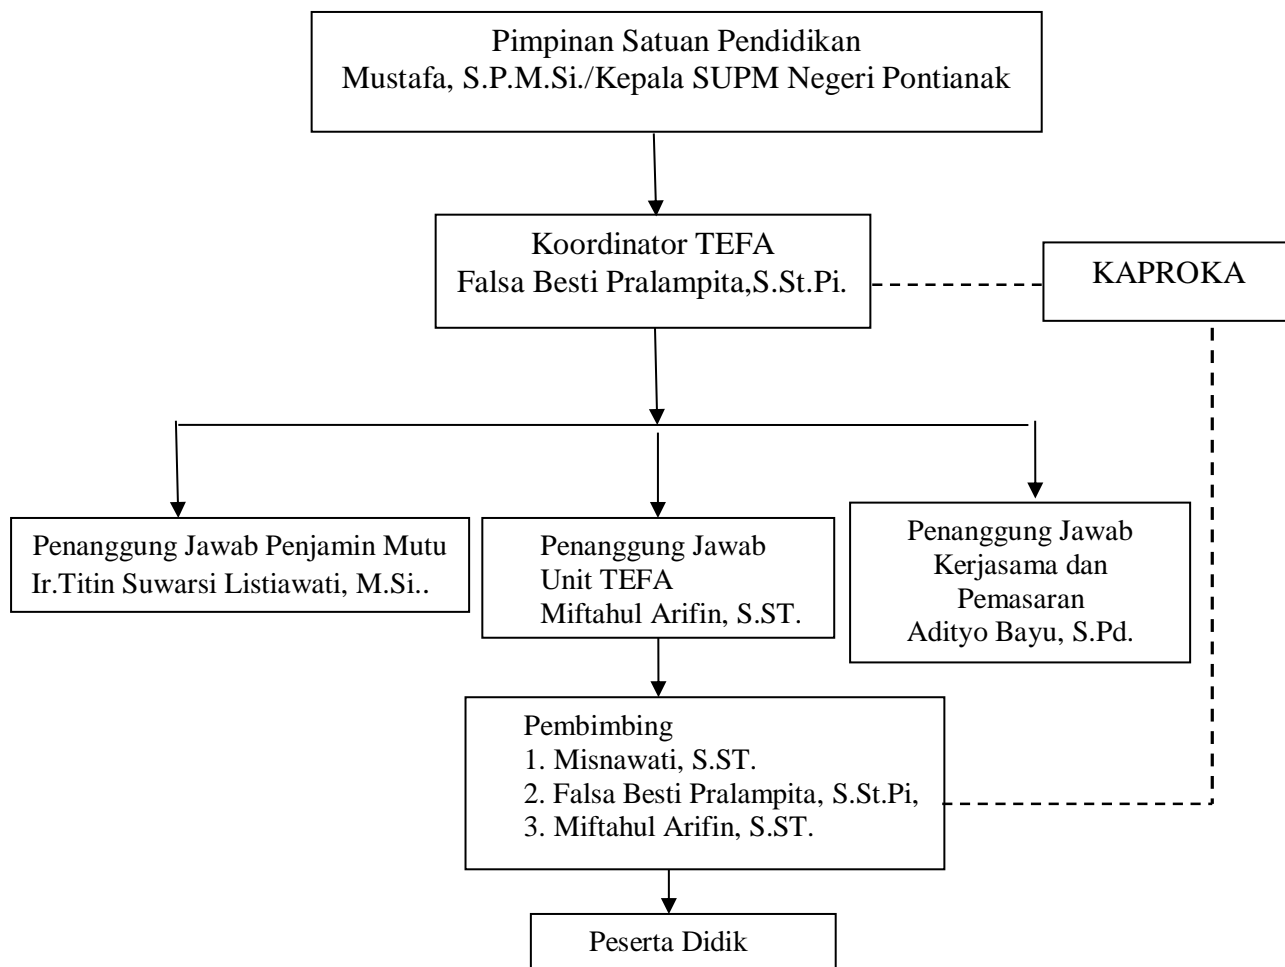 Pimpinan Satuan Pendidikan
Mustafa, S.P.M.Si./Kepala SUPM Negeri Pontianak
Koordinator TEFA
Falsa Besti Pralampita,S.St.Pi.
KAPROKA
Penanggung Jawab Penjamin Mutu
Ir.Titin Suwarsi Listiawati, M.Si..
Penanggung Jawab
Unit TEFA
Miftahul Arifin, S.ST.
Penanggung Jawab
Kerjasama dan
Pemasaran
Adityo Bayu, S.Pd.
Pembimbing
1. Misnawati, S.ST.
2. Falsa Besti Pralampita, S.St.Pi,
3. Miftahul Arifin, S.ST.
Peserta Didik